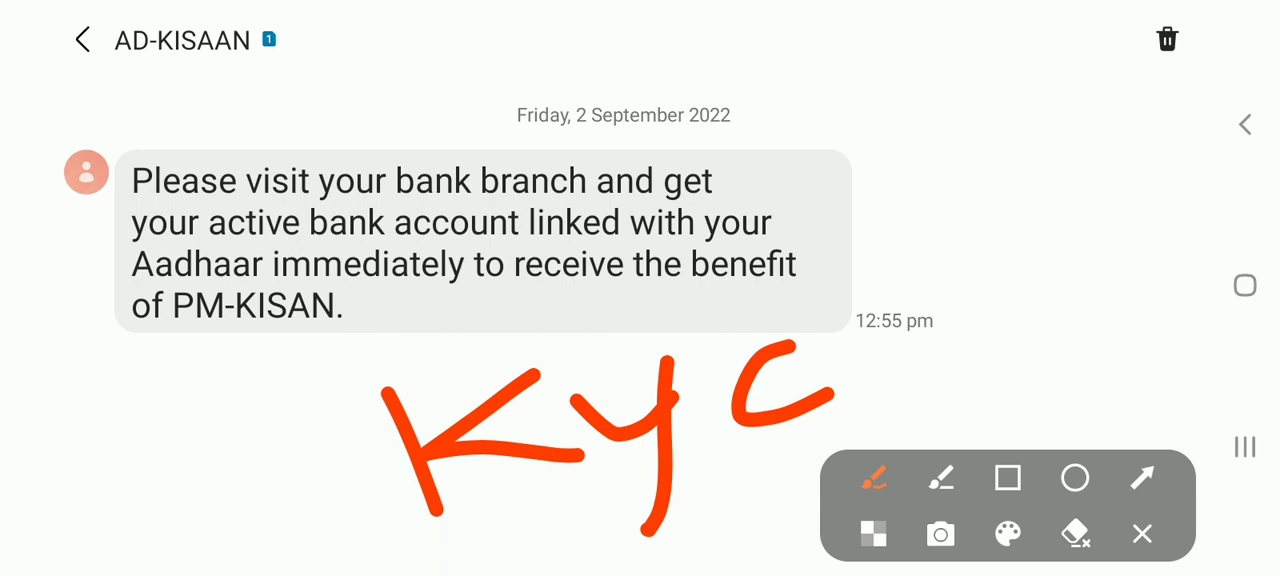 AD-KISAAN 1
Friday, 2 September 2022
Please visit your bank branch and get
your active bank account linked with your
Aadhaar immediately to receive the benefit
of PM-KISAN.
12:55 pm
Kyc